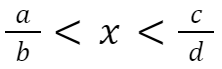 a/b < x < c/d